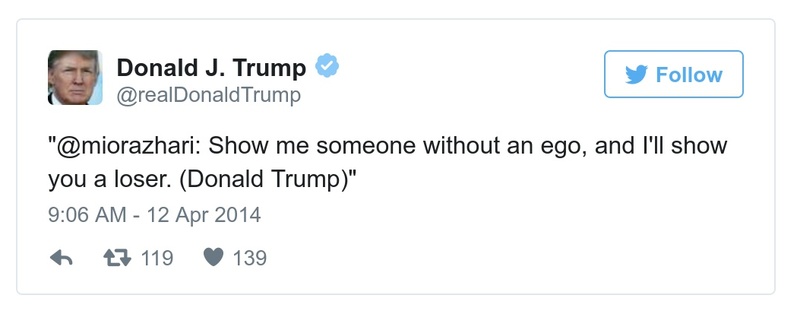 Donald J. Trump
@realDonaldTrump
Follow
"@miorazhari: Show me someone without an ego, and I'll show
you a loser. (Donald Trump)"
9:06 AM - 12 Apr 2014
119 139